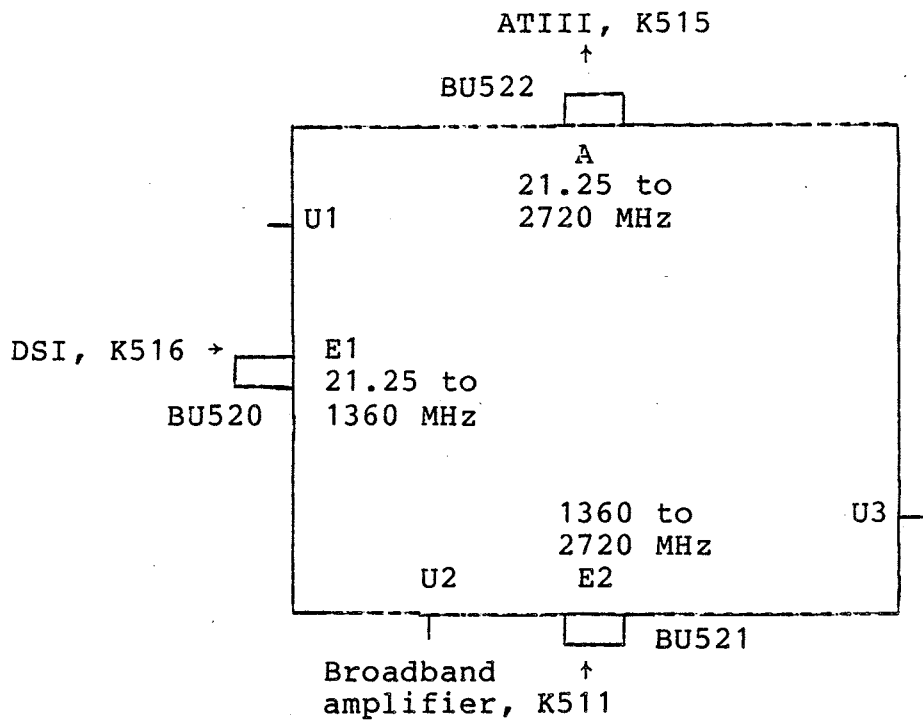 ATIII, K515
↑
BU522
A
21.25 to
2720 MHz
U1
DSI, K516 →
E1
21.25 to
1360 MHz
BU520
1360 to
2720 MHz
U3
U2
E2
BU521
↑
Broadband
amplifier, K511